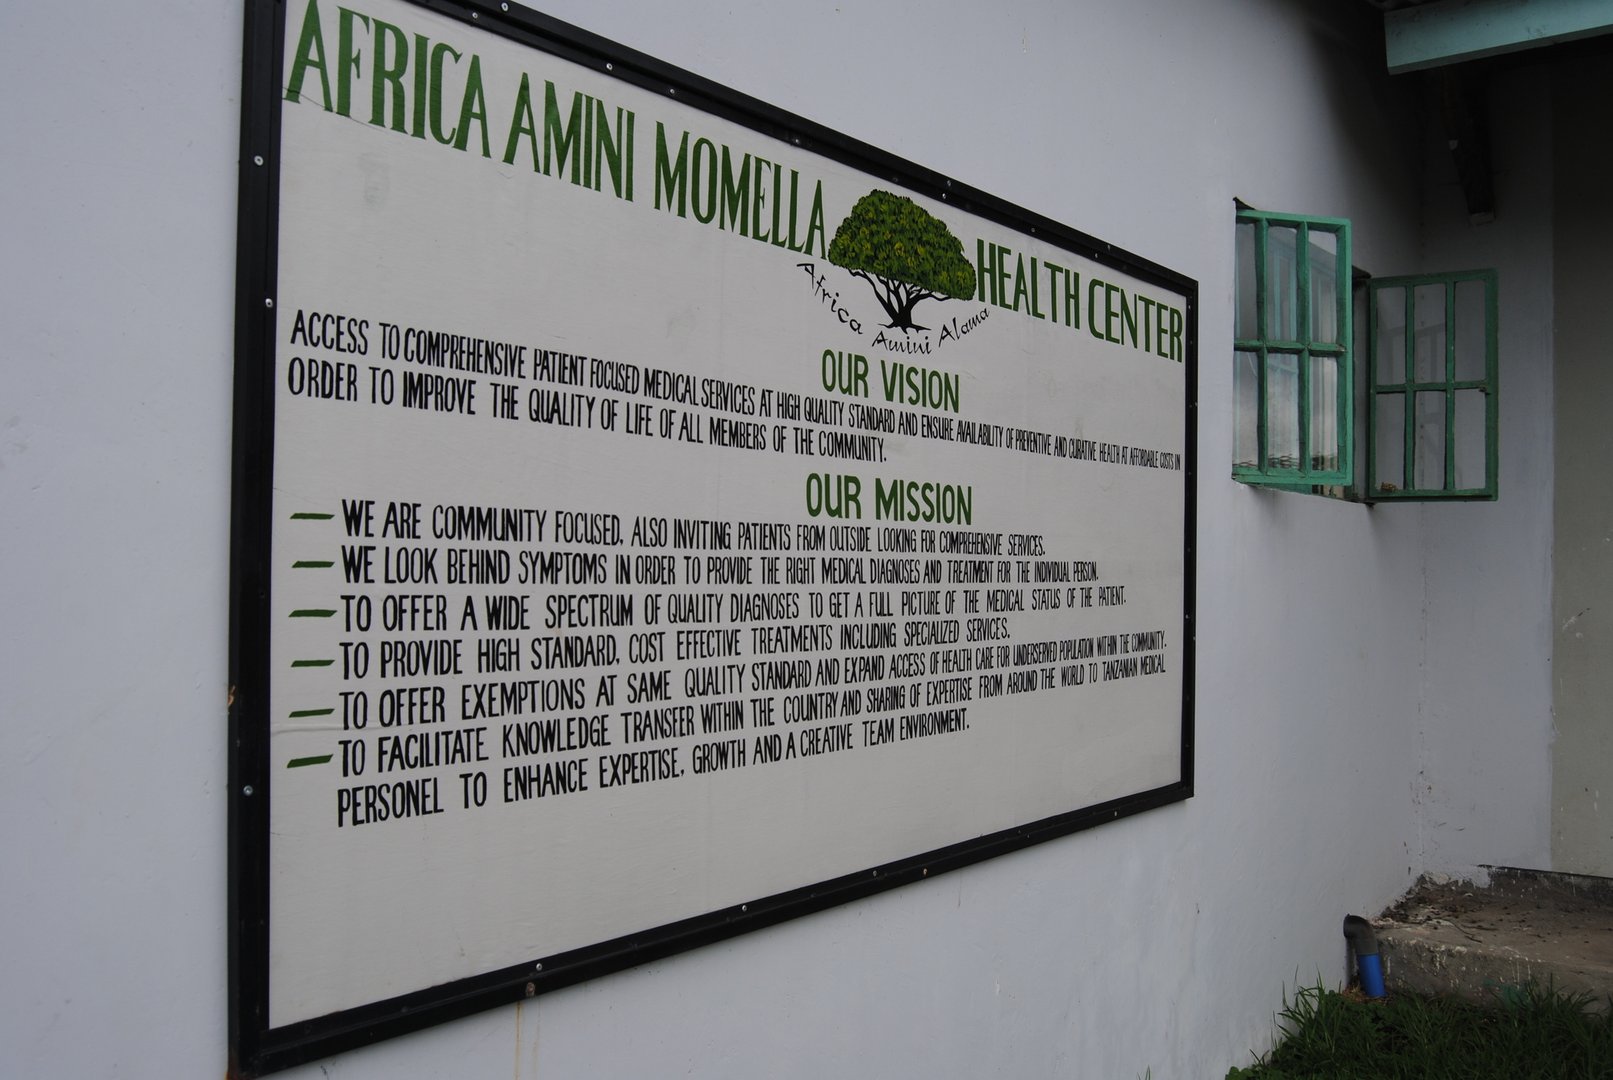 AFRICA AMINI MOMELLA HEALTH CENTER
Africa Amini Alama
OUR VISION
ACCESS TO COMPREHENSIVE PATIENT FOCUSED MEDICAL SERVICES AT HIGH QUALITY STANDARD AND ENSURE AVAILABILITY OF PREVENTIVE AND CURATIVE HEALTH AT AFFORDABLE COSTS IN
ORDER TO IMPROVE THE QUALITY OF LIFE OF ALL MEMBERS OF THE COMMUNITY.
OUR MISSION
— WE ARE COMMUNITY FOCUSED, ALSO INVITING PATIENTS FROM OUTSIDE LOOKING FOR COMPREHENSIVE SERVICES.
— WE LOOK BEHIND SYMPTOMS IN ORDER TO PROVIDE THE RIGHT MEDICAL DIAGNOSES AND TREATMENT FOR THE INDIVIDUAL PERSON.
— TO OFFER A WIDE SPECTRUM OF QUALITY DIAGNOSES TO GET A FULL PICTURE OF THE MEDICAL STATUS OF THE PATIENT.
— TO PROVIDE HIGH STANDARD, COST EFFECTIVE TREATMENTS INCLUDING SPECIALIZED SERVICES.
— TO OFFER EXEMPTIONS AT SAME QUALITY STANDARD AND EXPAND ACCESS OF HEALTH CARE FOR UNDERSERVED POPULATION WITHIN THE COMMUNITY.
— TO FACILITATE KNOWLEDGE TRANSFER WITHIN THE COUNTRY AND SHARING OF EXPERTISE FROM AROUND THE WORLD TO TANZANIAN MEDICAL
PERSONEL TO ENHANCE EXPERTISE, GROWTH AND A CREATIVE TEAM ENVIRONMENT.